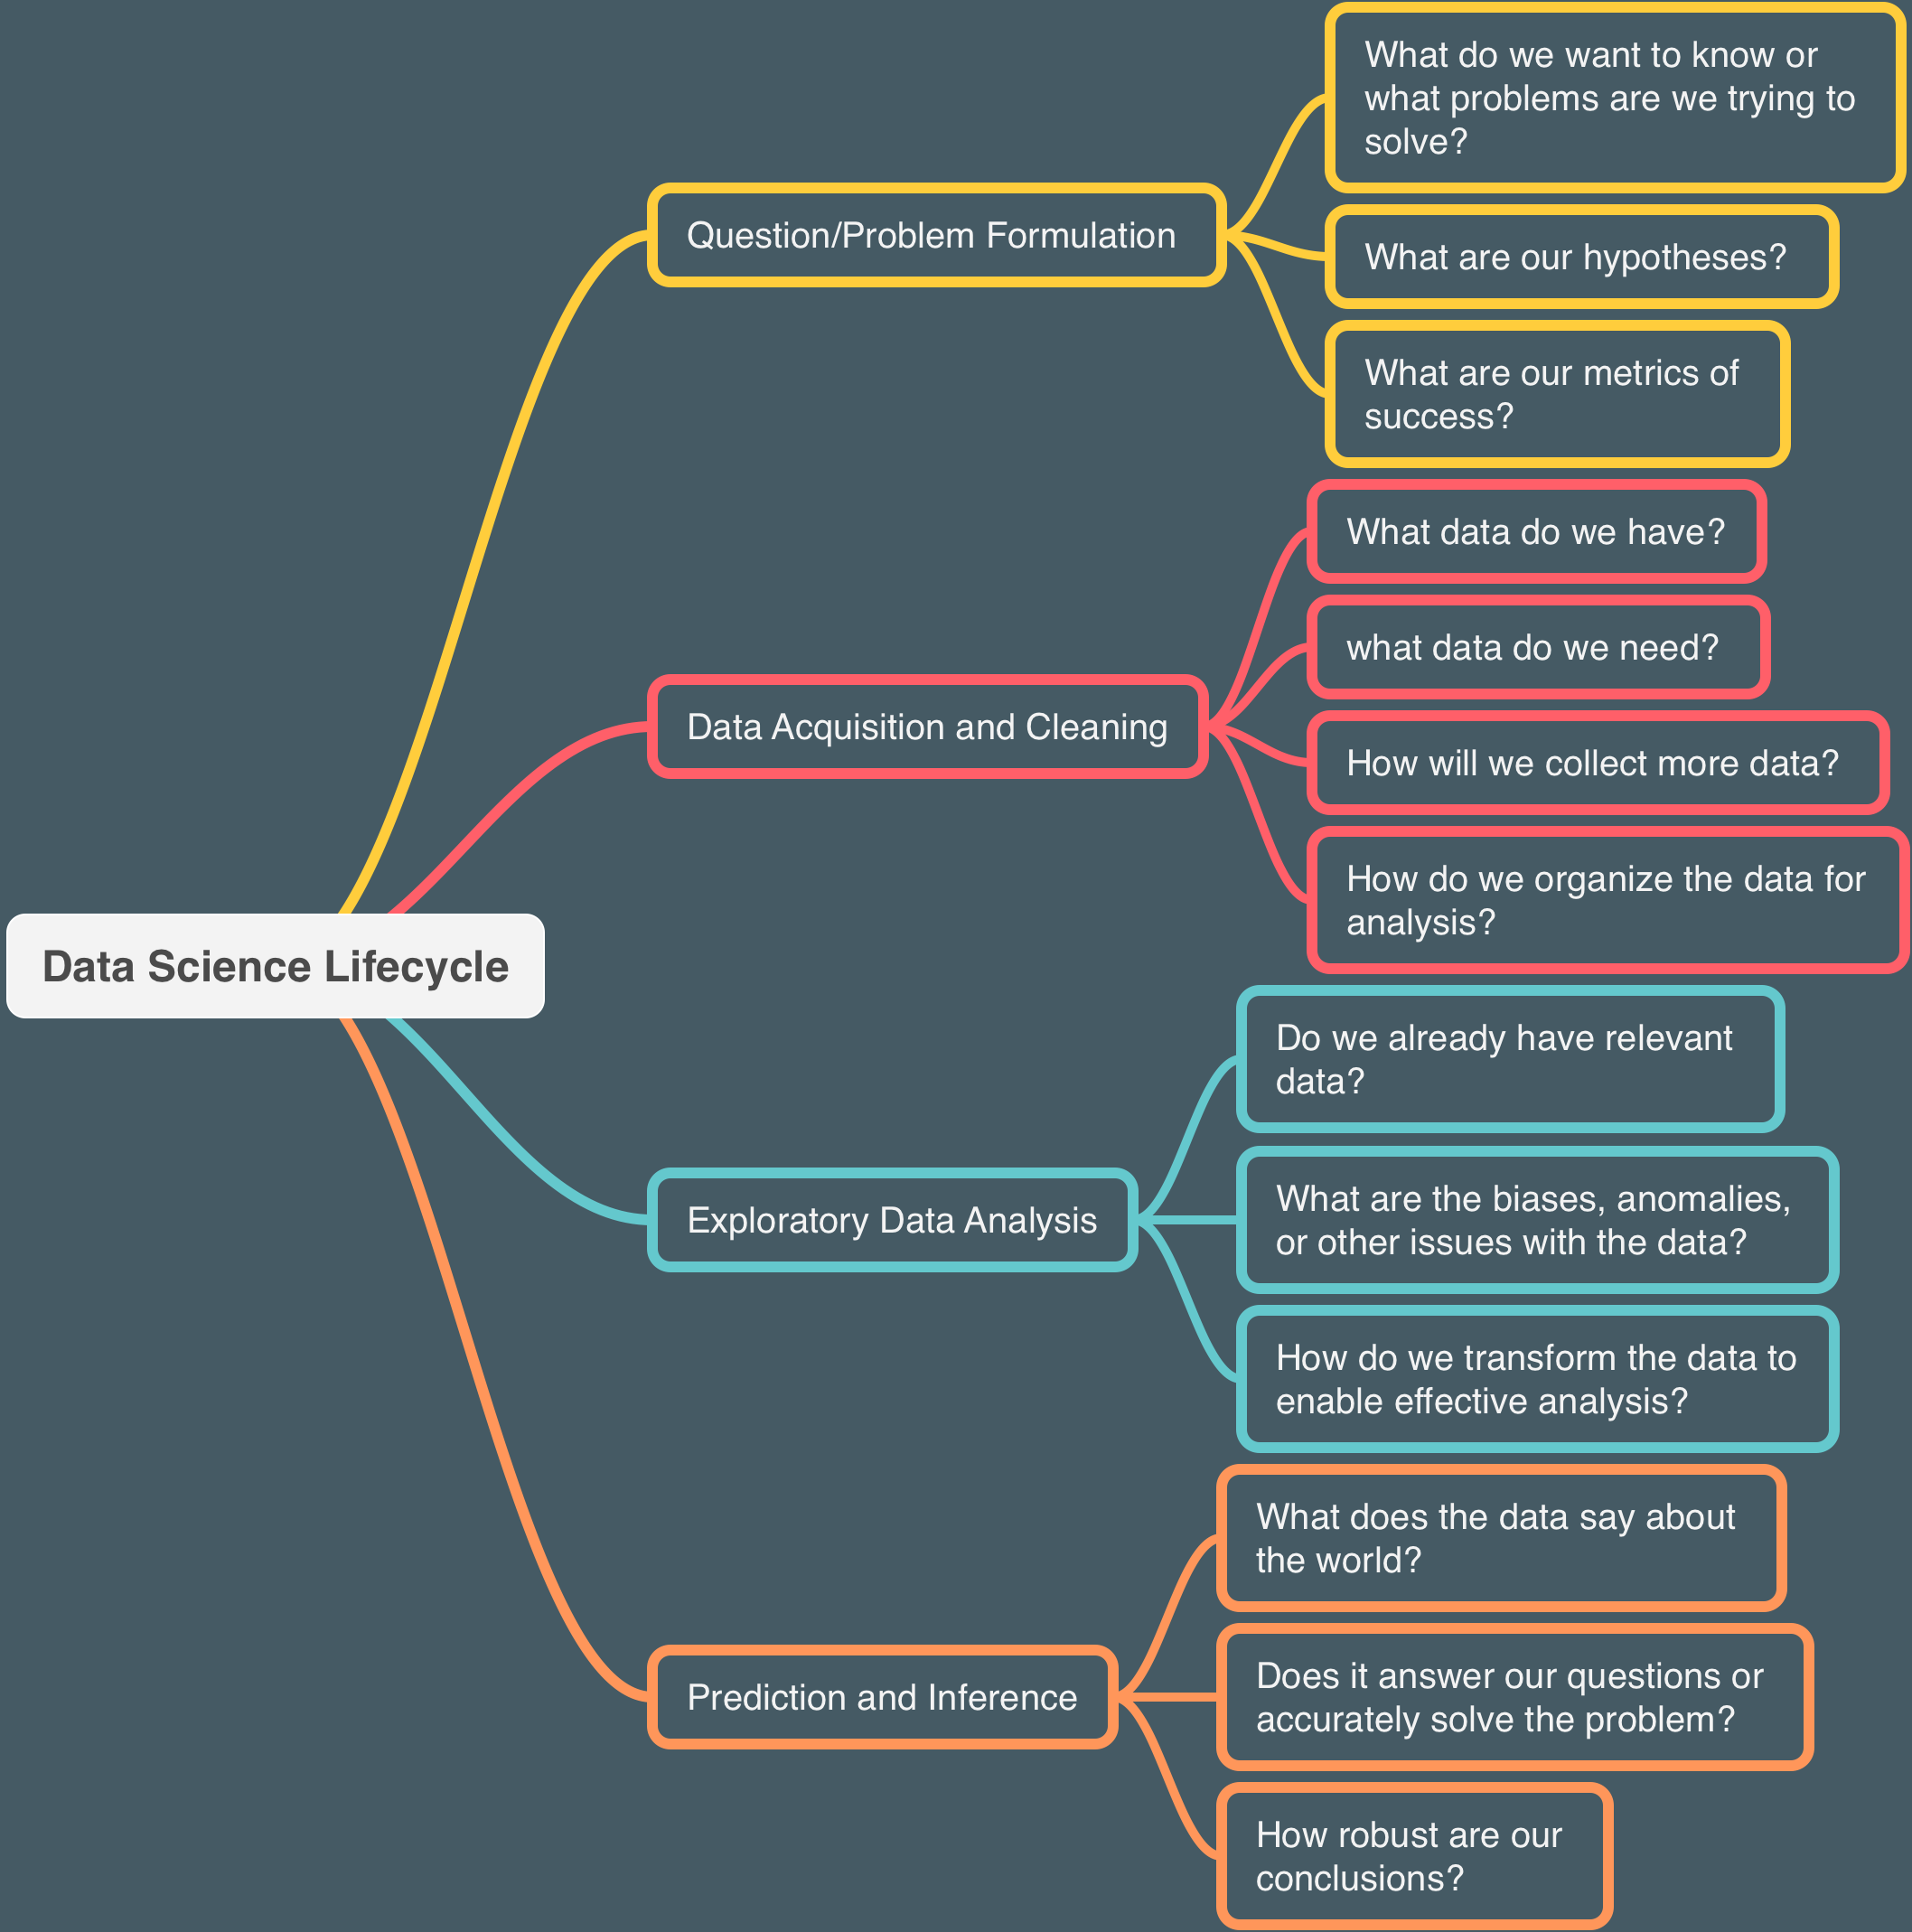 What do we want to know or
what problems are we trying to
solve?
Question/Problem Formulation
What are our hypotheses?
What are our metrics of
success?
What data do we have?
what data do we need?
Data Acquisition and Cleaning
How will we collect more data?
How do we organize the data for
analysis?
Data Science Lifecycle
Do we already have relevant
data?
Exploratory Data Analysis
What are the biases, anomalies,
or other issues with the data?
How do we transform the data to
enable effective analysis?
What does the data say about
the world?
Prediction and Inference
Does it answer our questions or
accurately solve the problem?
How robust are our
conclusions?